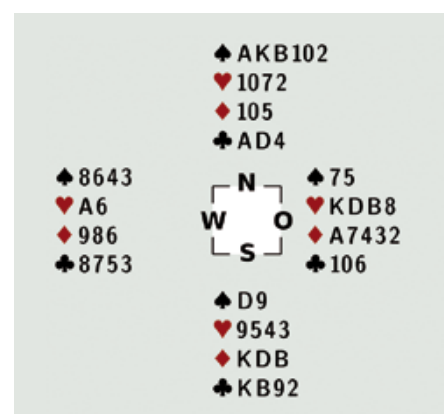 ♠ AKB102
♥ 1072
♦ 105
♣ AD4
♠ 8643
♥ A6
♦ 986
♣ 8753
N
W O
S
♠ 75
♥ KDB8
♦ A7432
♣ 106
♠ D9
♥ 9543
♦ KDB
♣ KB92